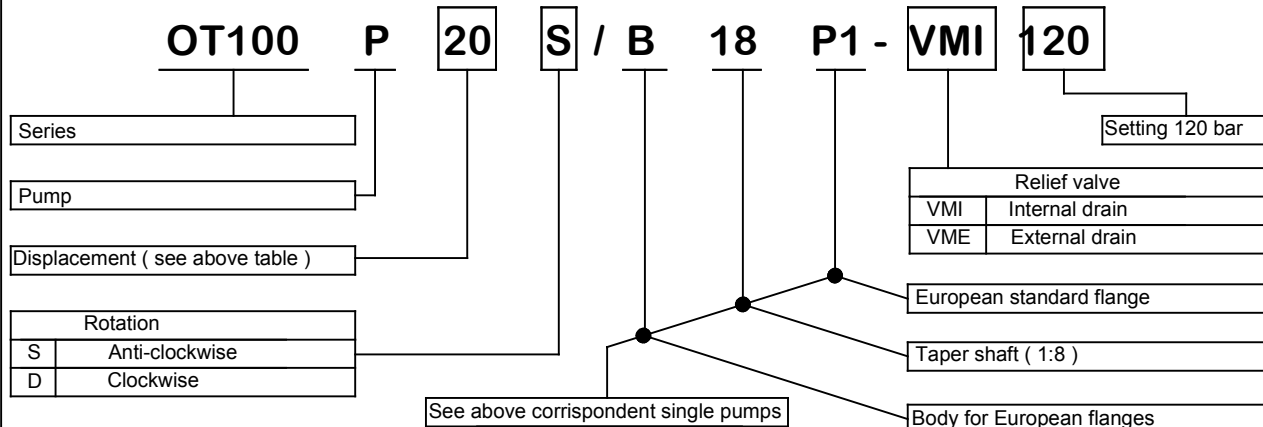 OT100 P 20 S / B 18 P1 - VMI 120
Series
Setting 120 bar
Pump
Relief valve
VMI Internal drain
VME External drain
Displacement ( see above table )
European standard flange
Rotation
S Anti-clockwise
D Clockwise
Taper shaft ( 1:8 )
See above corrispondent single pumps
Body for European flanges